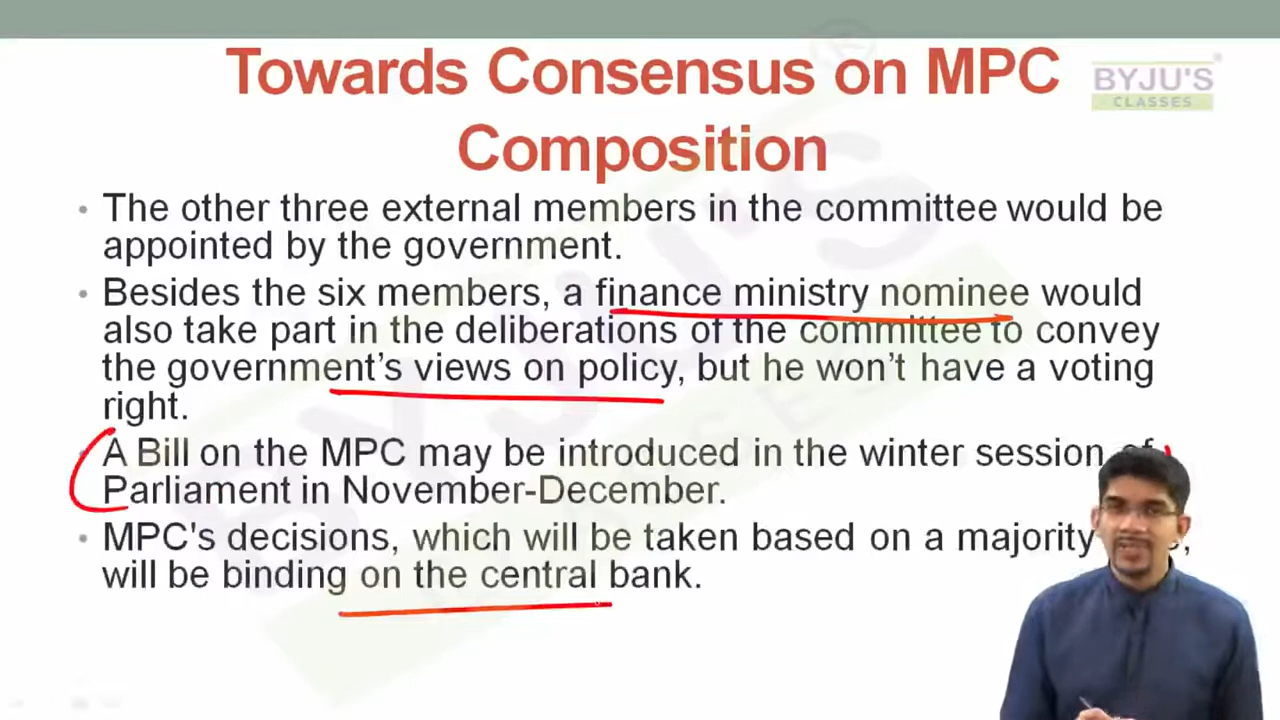 Towards Consensus on MPC
Composition
BYJU'S
CLASSES
• The other three external members in the committee would be
appointed by the government.
• Besides the six members, a finance ministry nominee would
also take part in the deliberations of the committee to convey
the government’s views on policy, but he won’t have a voting
right.
A Bill on the MPC may be introduced in the winter session of
Parliament in November-December.
• MPC's decisions, which will be taken based on a majority
will be binding on the central bank.